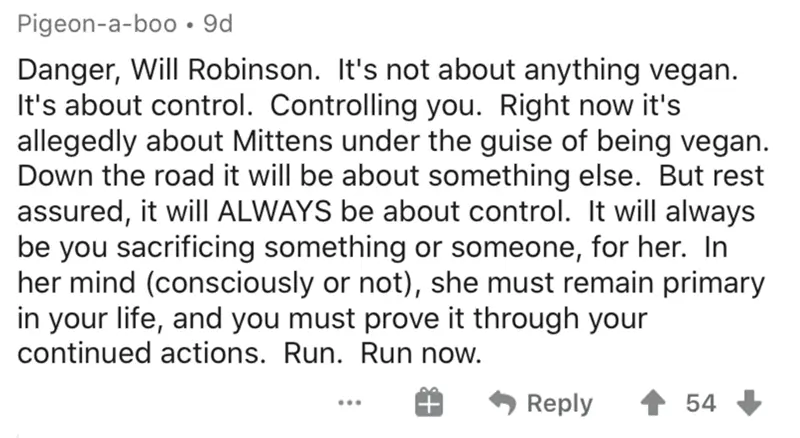 Pigeon-a-boo • 9d
Danger, Will Robinson.  It's not about anything vegan.
It's about control.  Controlling you.  Right now it's
allegedly about Mittens under the guise of being vegan.
Down the road it will be about something else.  But rest
assured, it will ALWAYS be about control.  It will always
be you sacrificing something or someone, for her.  In
her mind (consciously or not), she must remain primary
in your life, and you must prove it through your
continued actions.  Run.  Run now.
Reply 54